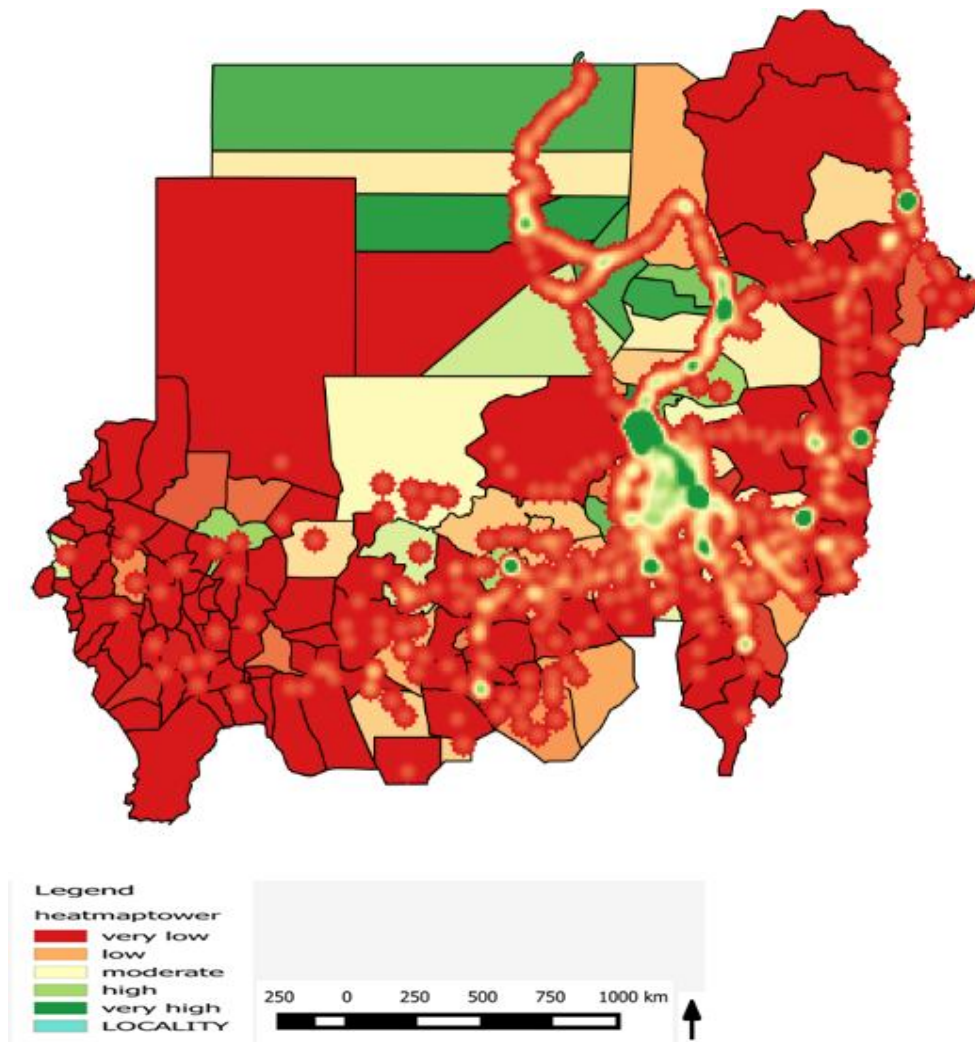 Legend
heatmaptower
very low
low
moderate
high
very high
LOCALITY
250 0 250 500 750 1000 km